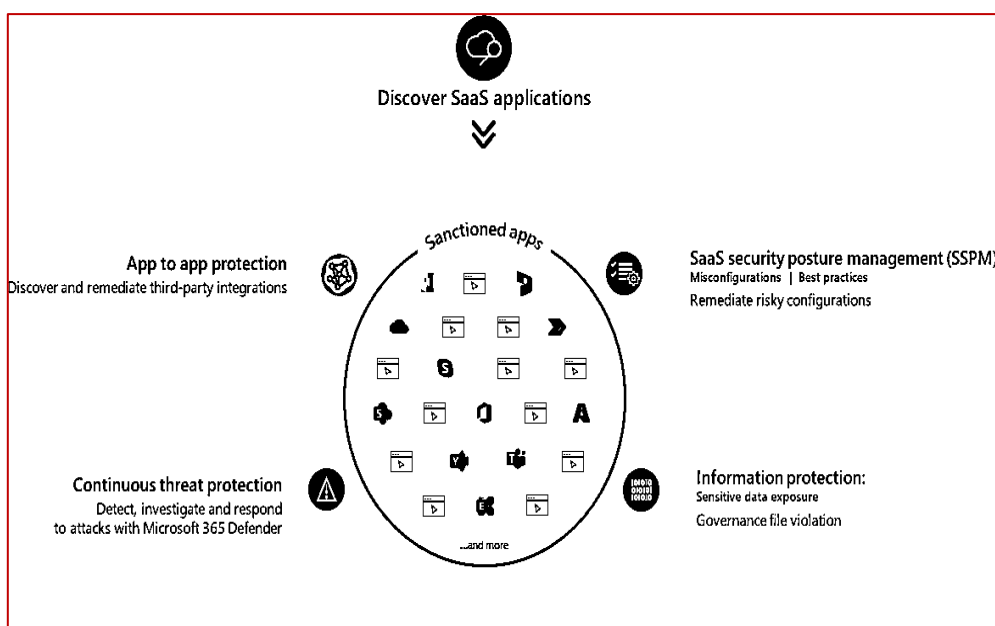 Discover SaaS applications
Sanctioned apps
App to app protection
Discover and remediate third-party integrations
SaaS security posture management (SSPM)
Misconfigurations | Best practices
Remediate risky configurations
S
S
Y
T
E
Continuous threat protection
Detect, investigate and respond
to attacks with Microsoft 365 Defender
Information protection:
Sensitive data exposure
Governance file violation
...and more